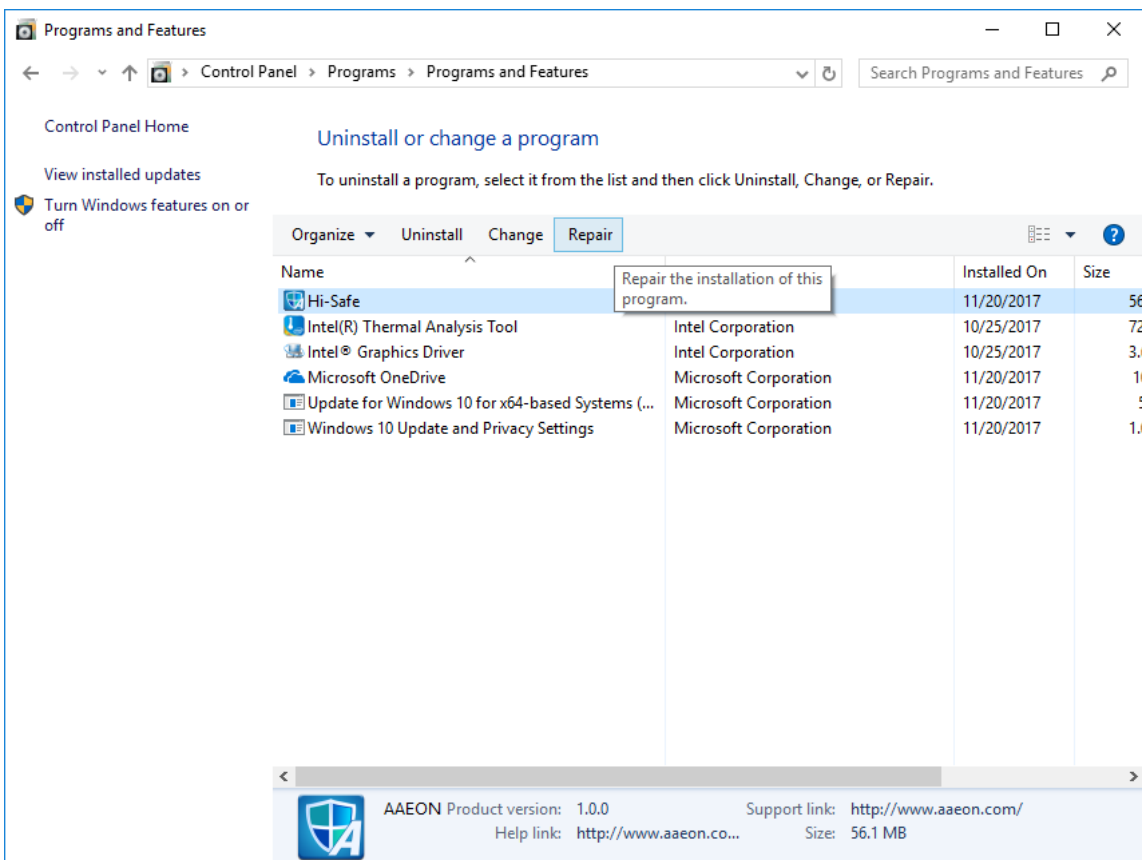 Programs and Features
Control Panel > Programs > Programs and Features
Search Programs and Features
Control Panel Home
View installed updates
Turn Windows features on or
off
Uninstall or change a program
To uninstall a program, select it from the list and then click Uninstall, Change, or Repair.
Organize Uninstall Change Repair
Name Installed On Size
Repair the installation of this
program.
Hi-Safe 11/20/2017 56
Intel(R) Thermal Analysis Tool Intel Corporation 10/25/2017 72
Intel® Graphics Driver Intel Corporation 10/25/2017 3.
Microsoft OneDrive Microsoft Corporation 11/20/2017
Update for Windows 10 for x64-based Systems (... Microsoft Corporation 11/20/2017
Windows 10 Update and Privacy Settings Microsoft Corporation 11/20/2017 1.
AAEON Product version: 1.0.0 Support link: http://www.aaeon.com/
Help link: http://www.aaeon.co... Size: 56.1 MB